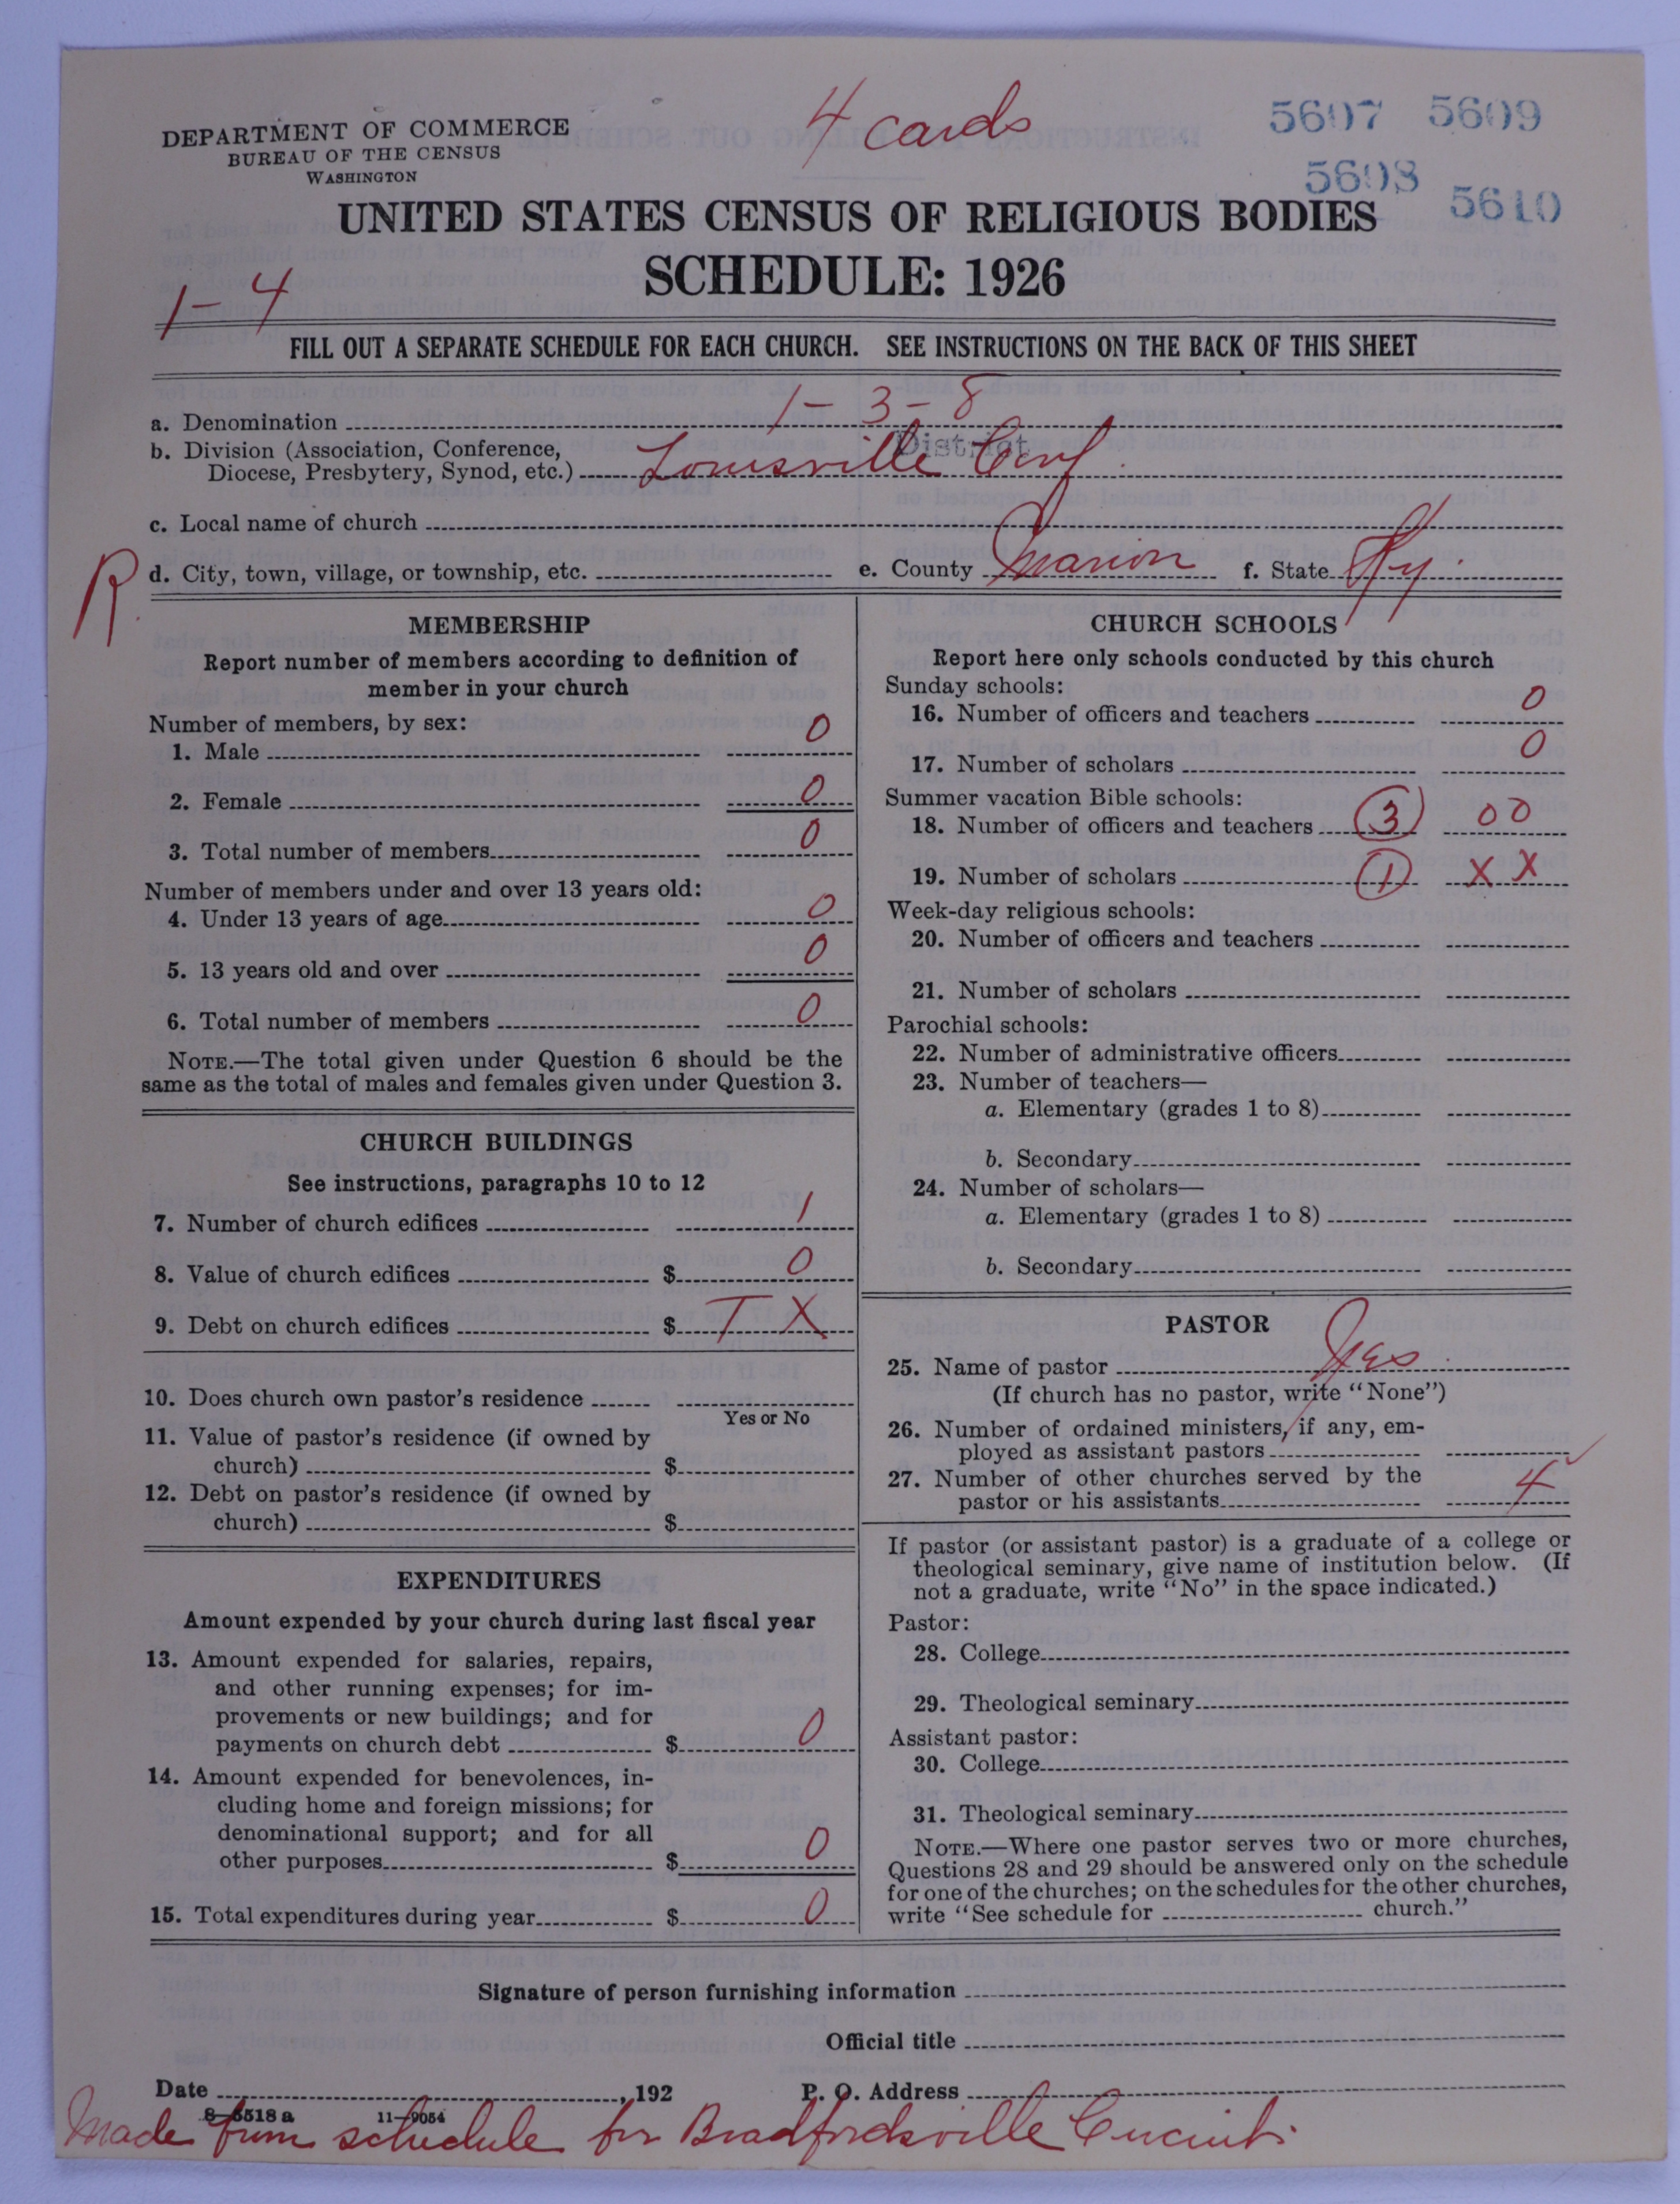 4 cards
5607 5609
5608 5610
DEPARTMENT OF COMMERCE
BUREAU OF THE CENSUS
WASHINGTON
UNITED STATES CENSUS OF RELIGIOUS BODIES
SCHEDULE: 1926
1-4
FILL OUT A SEPARATE SCHEDULE FOR EACH CHURCH. SEE INSTRUCTIONS ON THE BACK OF THIS SHEET
a. Denomination 1-3-8
b. Division (Association, Conference,
Diocese, Presbytery, Synod, etc.) Louisville Conf. District
c. Local name of church
R
d. City, town, village, or township, etc. e. County Marion f. State Ky.
MEMBERSHIP
Report number of members according to definition of
member in your church
Number of members, by sex:
1. Male 0
2. Female 0
3. Total number of members 0
Number of members under and over 13 years old:
4. Under 13 years of age 0
5. 13 years old and over 0
6. Total number of members 0
NOTE.—The total given under Question 6 should be the
same as the total of males and females given under Question 3.
CHURCH BUILDINGS
See instructions, paragraphs 10 to 12
7. Number of church edifices 1
8. Value of church edifices $ 0
9. Debt on church edifices $ T X
10. Does church own pastor's residence
Yes or No
11. Value of pastor's residence (if owned by
church) $
12. Debt on pastor's residence (if owned by
church) $
EXPENDITURES
Amount expended by your church during last fiscal year
13. Amount expended for salaries, repairs,
and other running expenses; for im-
provements or new buildings; and for
payments on church debt $ 0
14. Amount expended for benevolences, in-
cluding home and foreign missions; for
denominational support; and for all
other purposes $ 0
15. Total expenditures during year $ 0
CHURCH SCHOOLS
Report here only schools conducted by this church
Sunday schools:
16. Number of officers and teachers 0
17. Number of scholars 0
Summer vacation Bible schools:
18. Number of officers and teachers 3 00
19. Number of scholars 1 X X
Week-day religious schools:
20. Number of officers and teachers
21. Number of scholars
Parochial schools:
22. Number of administrative officers
23. Number of teachers—
a. Elementary (grades 1 to 8)
b. Secondary
24. Number of scholars—
a. Elementary (grades 1 to 8)
b. Secondary
PASTOR
25. Name of pastor Yes
(If church has no pastor, write "None")
26. Number of ordained ministers, if any, em-
ployed as assistant pastors
27. Number of other churches served by the
pastor or his assistants 4
If pastor (or assistant pastor) is a graduate of a college or
theological seminary, give name of institution below. (If
not a graduate, write "No" in the space indicated.)
Pastor:
28. College
29. Theological seminary
Assistant pastor:
30. College
31. Theological seminary
NOTE.—Where one pastor serves two or more churches,
Questions 28 and 29 should be answered only on the schedule
for one of the churches; on the schedules for the other churches,
write "See schedule for church."
Signature of person furnishing information
Official title
Date , 192 P. O. Address
8-5518a 11-9054
Made from schedule for Bradfordsville Circuit.